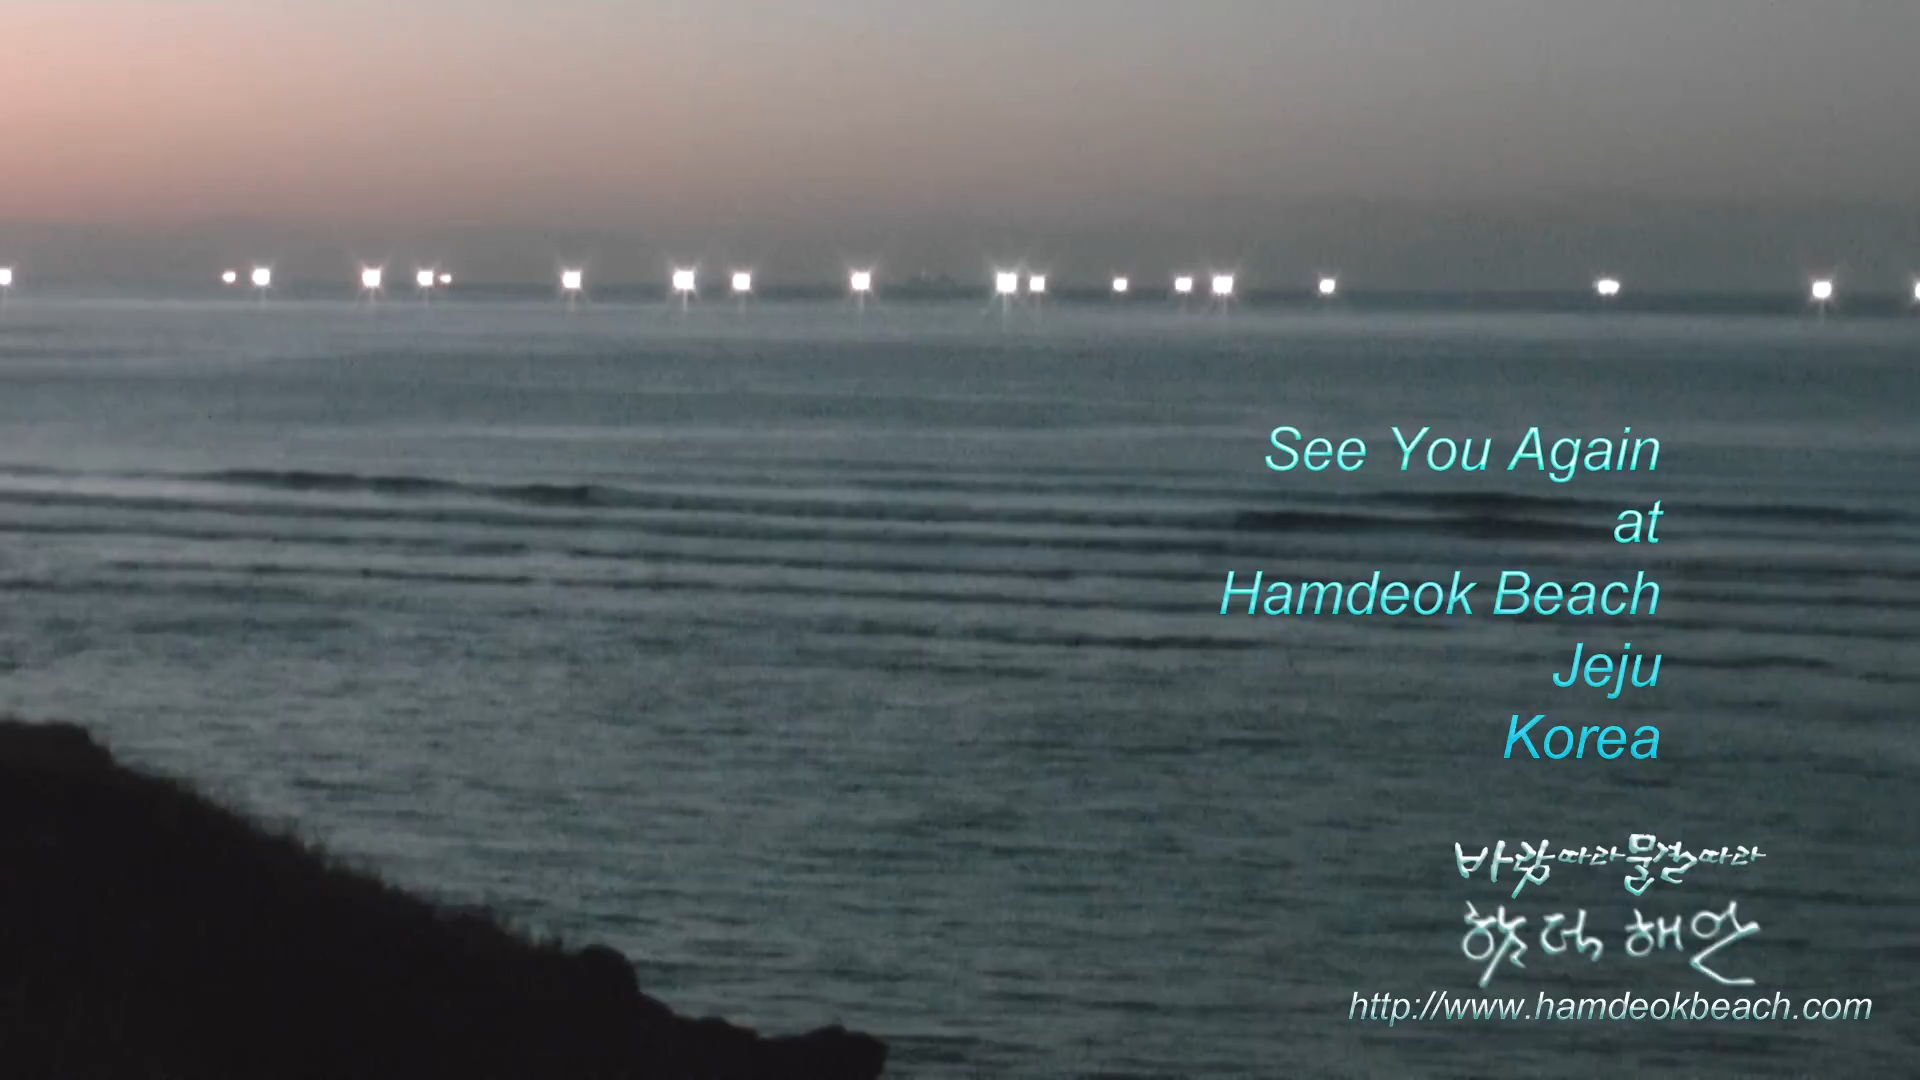 See You Again
at
Hamdeok Beach
Jeju
Korea
바람따라 물결따라
함덕 해안
http://www.hamdeokbeach.com